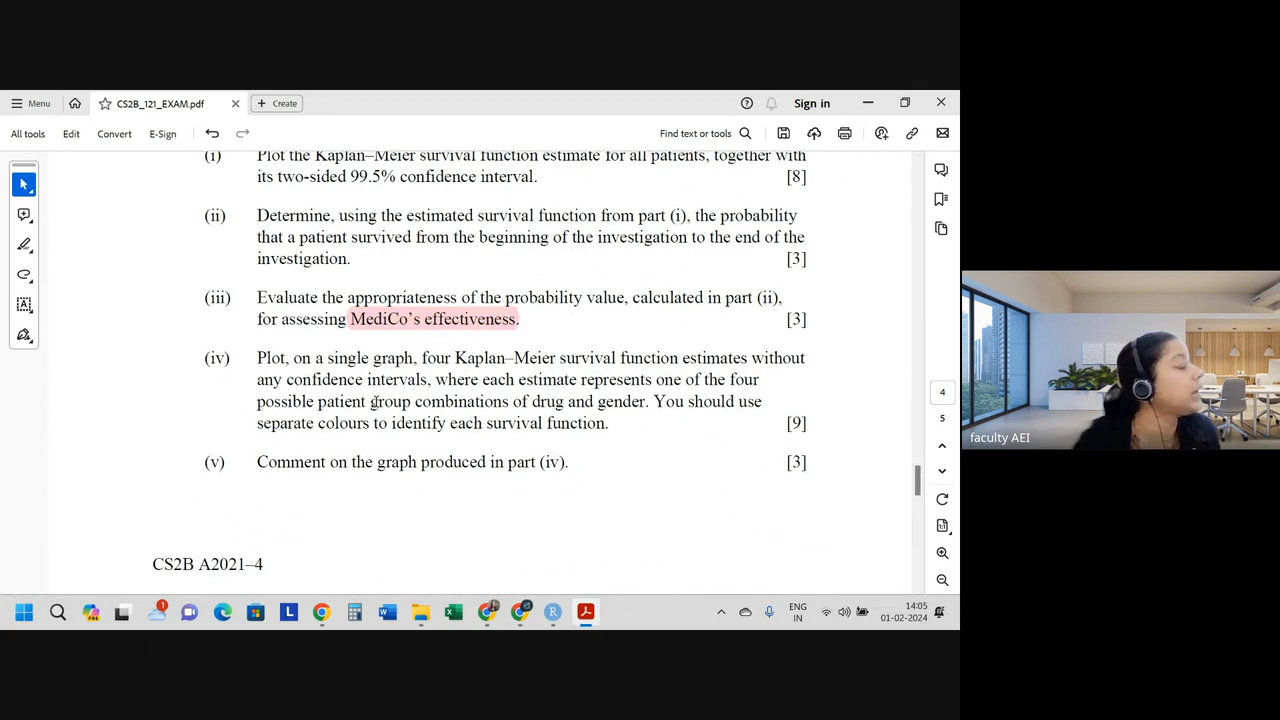 Menu
CS2B_121_EXAM.pdf
Create
Sign in
All tools
Edit
Convert
E-Sign
Find text or tools
(i) Plot the Kaplan–Meier survival function estimate for all patients, together with
its two-sided 99.5% confidence interval. [8]
(ii) Determine, using the estimated survival function from part (i), the probability
that a patient survived from the beginning of the investigation to the end of the
investigation. [3]
(iii) Evaluate the appropriateness of the probability value, calculated in part (ii),
for assessing MediCo's effectiveness. [3]
(iv) Plot, on a single graph, four Kaplan–Meier survival function estimates without
any confidence intervals, where each estimate represents one of the four
possible patient group combinations of drug and gender. You should use
separate colours to identify each survival function. [9]
(v) Comment on the graph produced in part (iv). [3]
CS2B A2021–4
4
5
faculty AEI
1
PRE
L
R
ENG
IN
14:05
01-02-2024